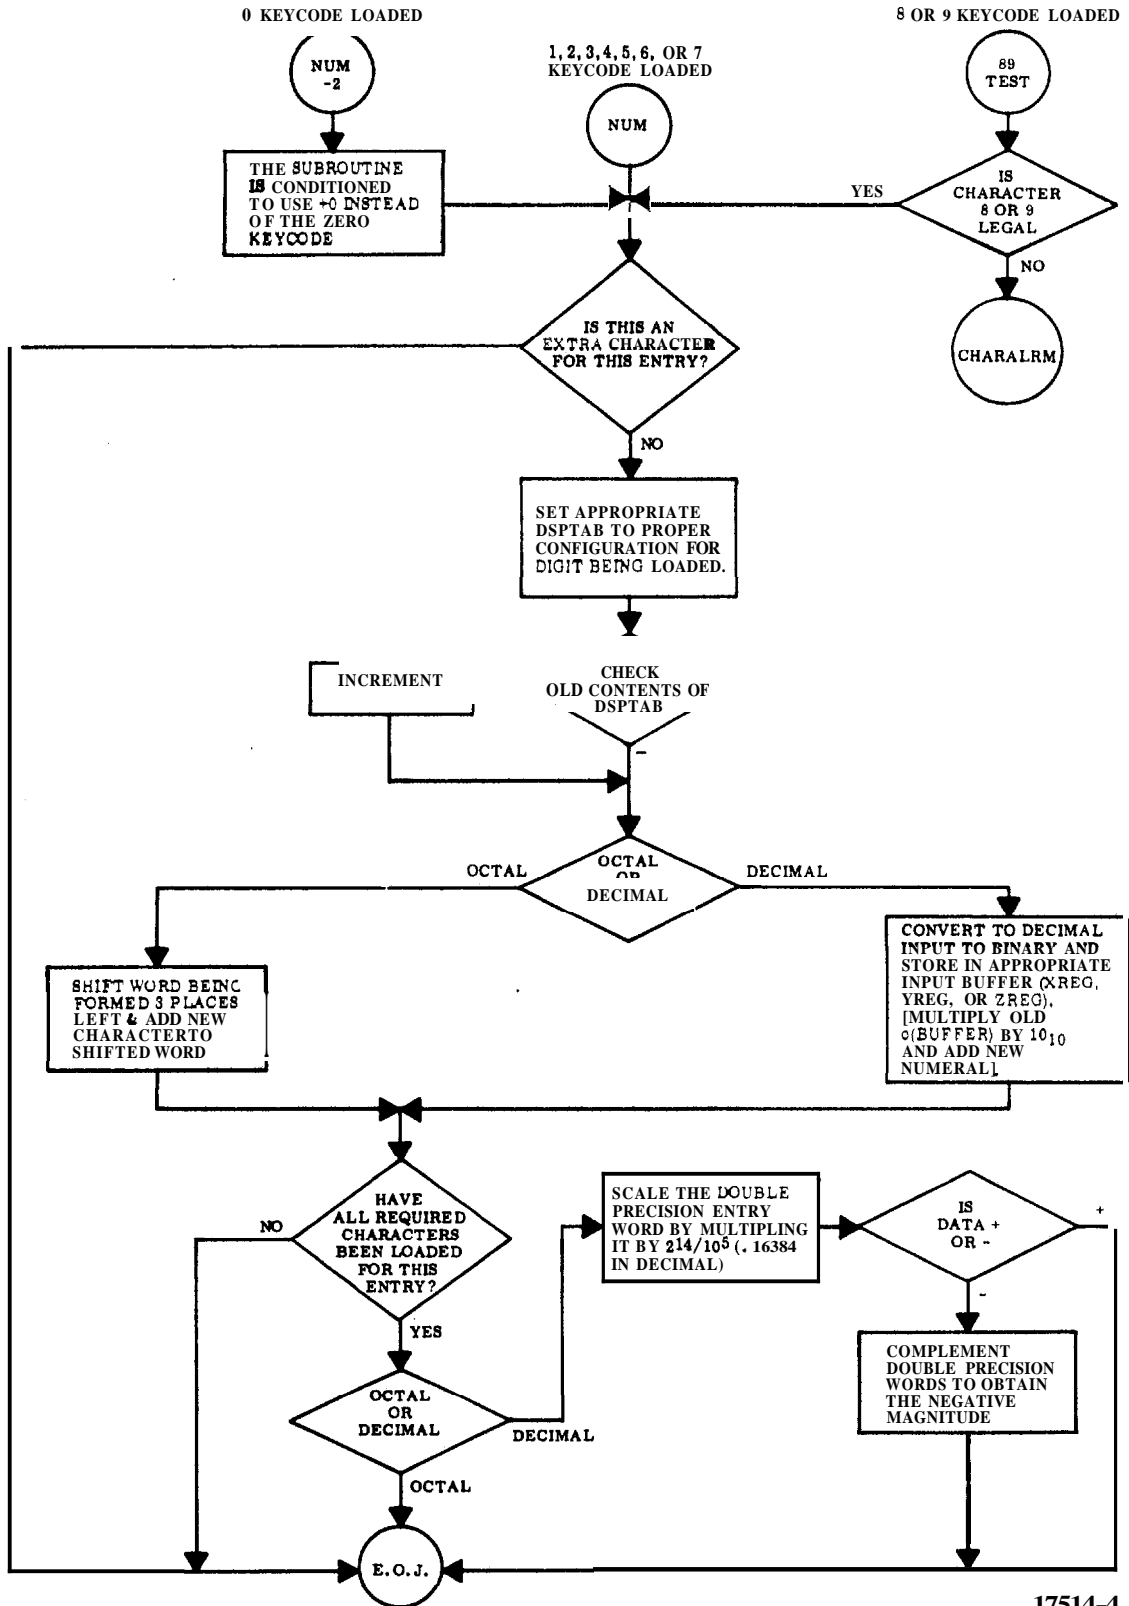 0 KEYCODE LOADED
8 OR 9 KEYCODE LOADED
NUM
-2
1, 2, 3, 4, 5, 6, OR 7
KEYCODE LOADED
NUM
89
TEST
THE SUBROUTINE
IS CONDITIONED
TO USE +0 INSTEAD
OF THE ZERO
KEYCODE
YES
IS
CHARACTER
8 OR 9
LEGAL
NO
CHARALRM
IS THIS AN
EXTRA CHARACTER
FOR THIS ENTRY?
NO
SET APPROPRIATE
DSPTAB TO PROPER
CONFIGURATION FOR
DIGIT BEING LOADED.
INCREMENT
CHECK
OLD CONTENTS OF
DSPTAB
-
OCTAL
OCTAL
OR
DECIMAL
DECIMAL
SHIFT WORD BEING
FORMED 3 PLACES
LEFT & ADD NEW
CHARACTERTO
SHIFTED WORD
CONVERT TO DECIMAL
INPUT TO BINARY AND
STORE IN APPROPRIATE
INPUT BUFFER (XREG,
YREG, OR ZREG).
[MULTIPLY OLD
c(BUFFER) BY 10₁₀
AND ADD NEW
NUMERAL].
NO
HAVE
ALL REQUIRED
CHARACTERS
BEEN LOADED
FOR THIS
ENTRY?
YES
SCALE THE DOUBLE
PRECISION ENTRY
WORD BY MULTIPLING
IT BY 2¹⁴/10⁵ (. 16384
IN DECIMAL)
IS
DATA +
OR -
+
-
COMPLEMENT
DOUBLE PRECISION
WORDS TO OBTAIN
THE NEGATIVE
MAGNITUDE
OCTAL
OR
DECIMAL
DECIMAL
OCTAL
E. O. J.
17514-4